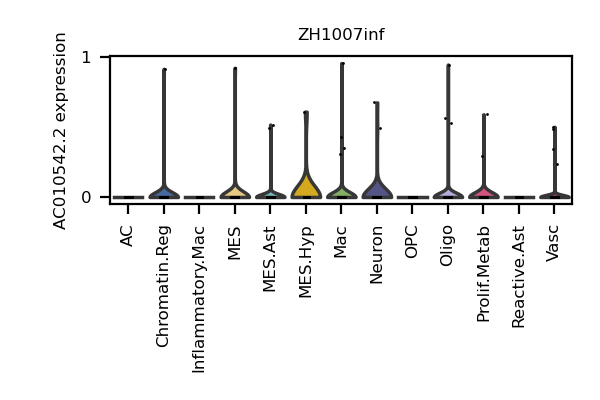 ZH1007inf
AC010542.2 expression
1
0
AC
Chromatin.Reg
Inflammatory.Mac
MES
MES.Ast
MES.Hyp
Mac
Neuron
OPC
Oligo
Prolif.Metab
Reactive.Ast
Vasc